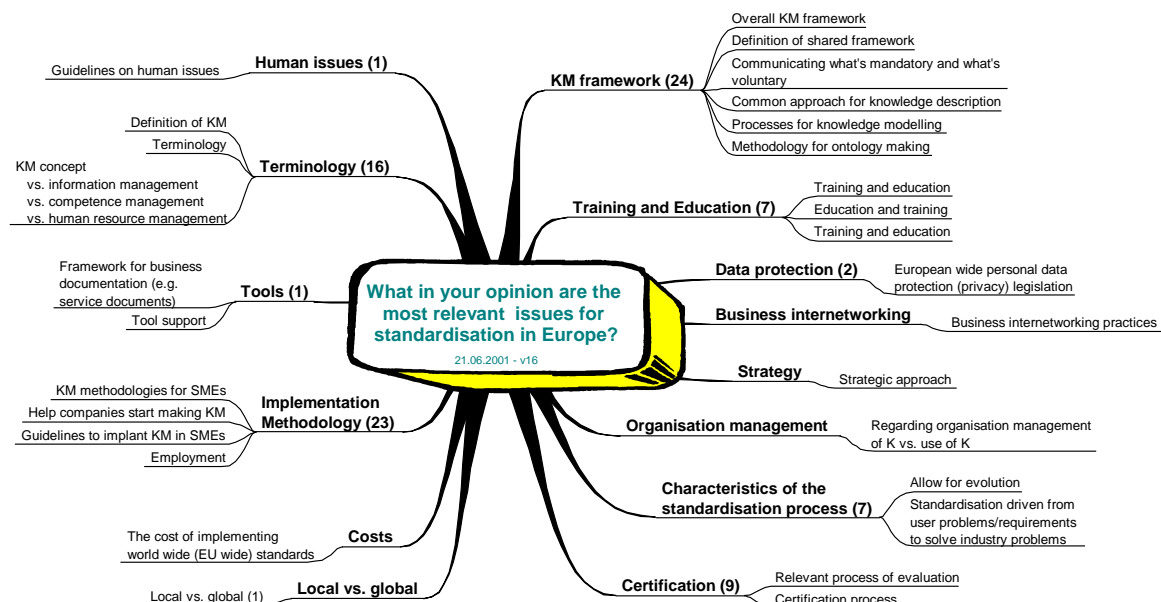 What in your opinion are the
most relevant issues for
standardisation in Europe?
21.06.2001 - v16
KM framework (24)
Overall KM framework
Definition of shared framework
Communicating what's mandatory and what's
voluntary
Common approach for knowledge description
Processes for knowledge modelling
Methodology for ontology making
Training and Education (7)
Training and education
Education and training
Training and education
Data protection (2)
European wide personal data
protection (privacy) legislation
Business internetworking
Business internetworking practices
Strategy
Strategic approach
Organisation management
Regarding organisation management
of K vs. use of K
Characteristics of the
standardisation process (7)
Allow for evolution
Standardisation driven from
user problems/requirements
to solve industry problems
Certification (9)
Relevant process of evaluation
Certification process
Human issues (1)
Guidelines on human issues
Terminology (16)
Definition of KM
Terminology
KM concept
vs. information management
vs. competence management
vs. human resource management
Tools (1)
Framework for business
documentation (e.g.
service documents)
Tool support
Implementation
Methodology (23)
KM methodologies for SMEs
Help companies start making KM
Guidelines to implant KM in SMEs
Employment
Costs
The cost of implementing
world wide (EU wide) standards
Local vs. global
Local vs. global (1)